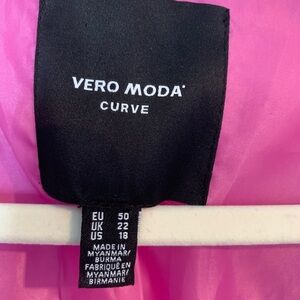 VERO MODA
CURVE
EU 50
UK 22
US 18
MADE IN
MYANMAR/
BURMA
FABRIQUÉ EN
MYANMAR/
BIRMANIE